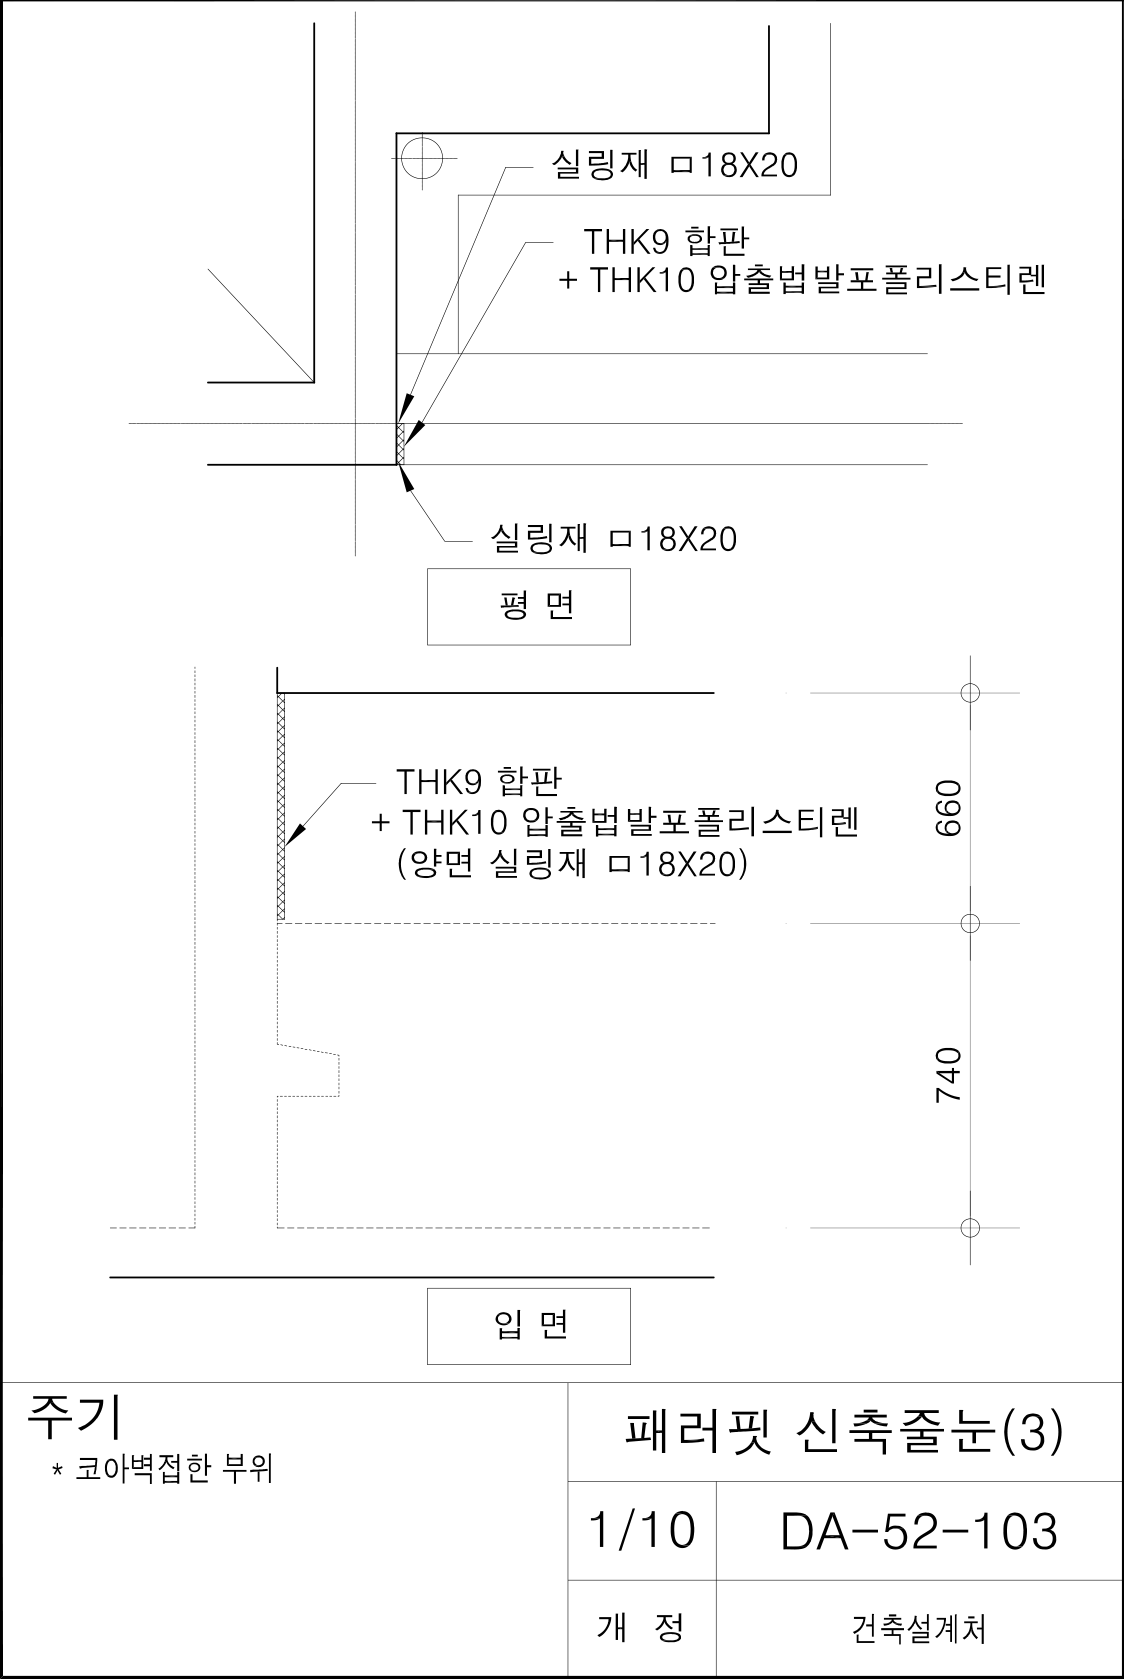 실링재 ㅁ18X20
THK9 합판
+ THK10 압출법발포폴리스티렌
실링재 ㅁ18X20
평 면
THK9 합판
+ THK10 압출법발포폴리스티렌
(양면 실링재 ㅁ18X20)
660
740
입 면
주기
* 코아벽접한 부위
패러핏 신축줄눈(3)
1/10
DA-52-103
개 정
건축설계처